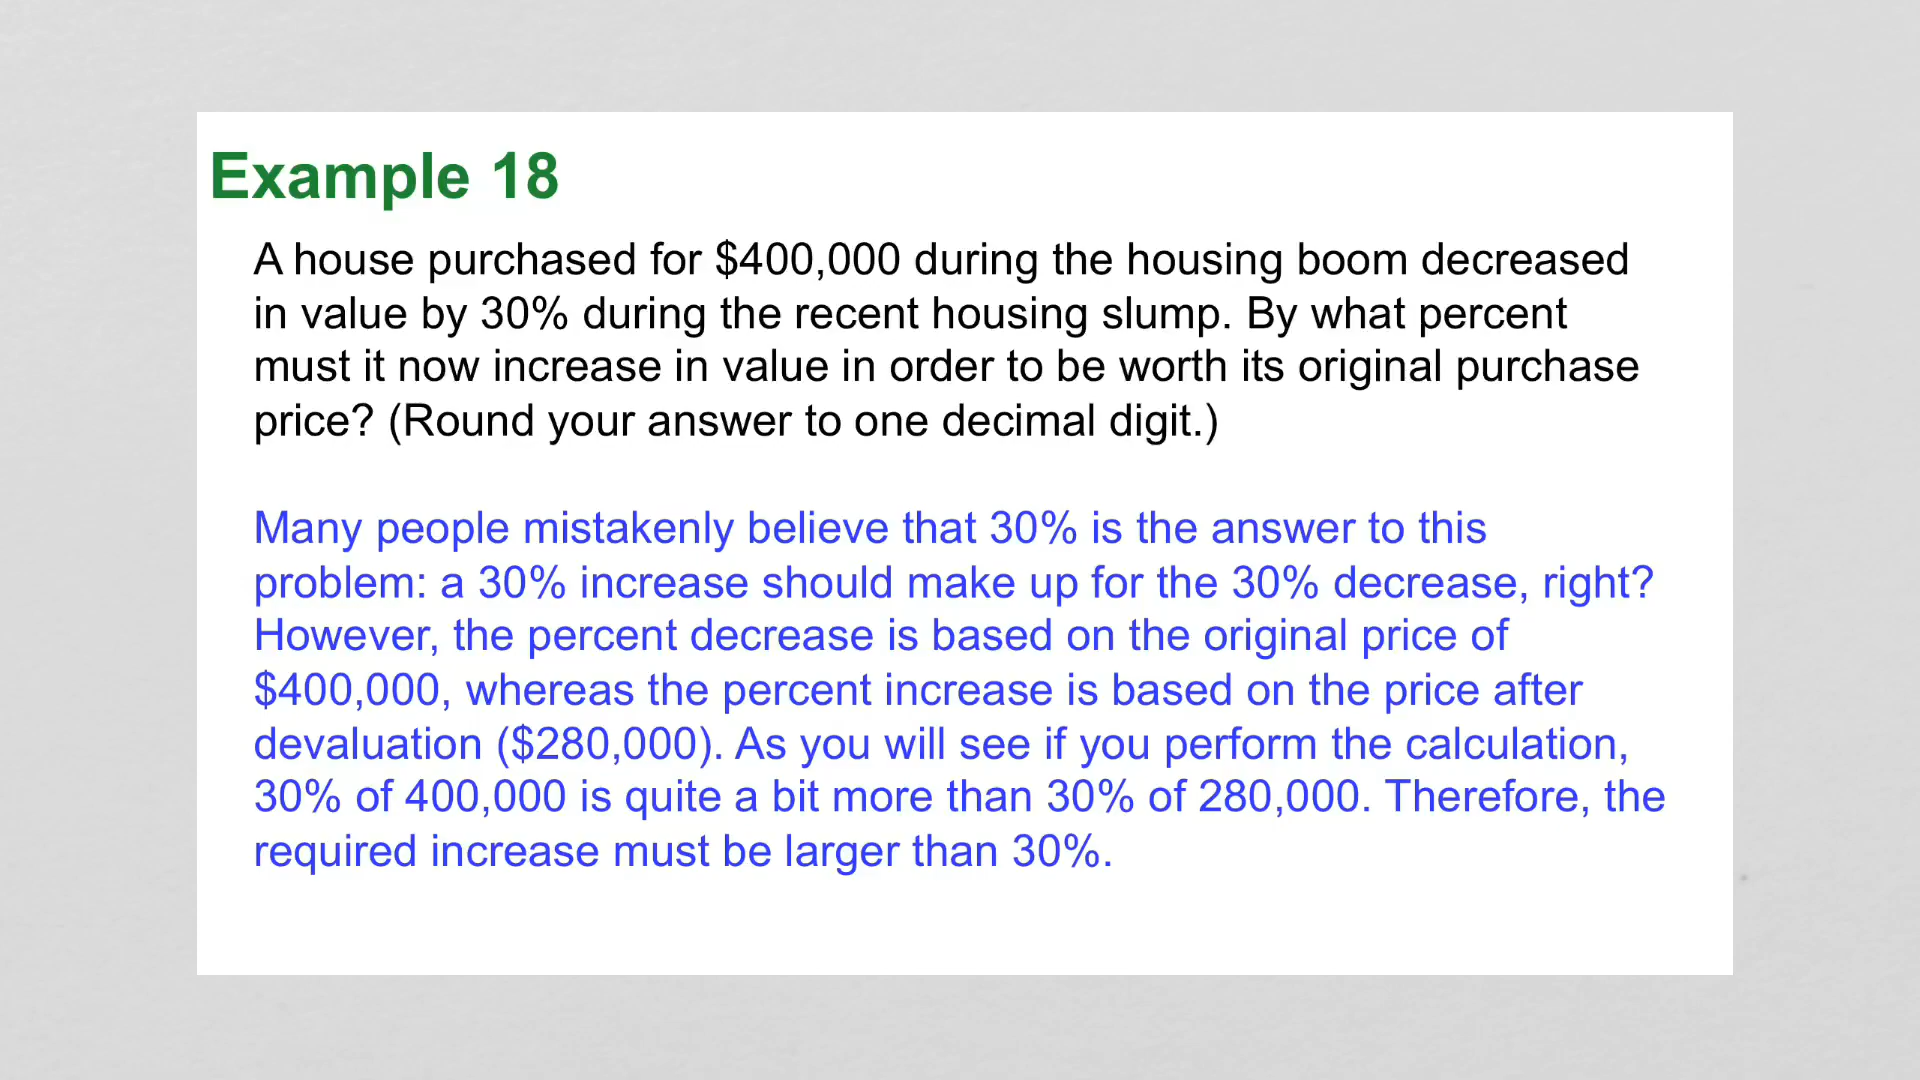 Example 18
A house purchased for $400,000 during the housing boom decreased
in value by 30% during the recent housing slump. By what percent
must it now increase in value in order to be worth its original purchase
price? (Round your answer to one decimal digit.)
Many people mistakenly believe that 30% is the answer to this
problem: a 30% increase should make up for the 30% decrease, right?
However, the percent decrease is based on the original price of
$400,000, whereas the percent increase is based on the price after
devaluation ($280,000). As you will see if you perform the calculation,
30% of 400,000 is quite a bit more than 30% of 280,000. Therefore, the
required increase must be larger than 30%.